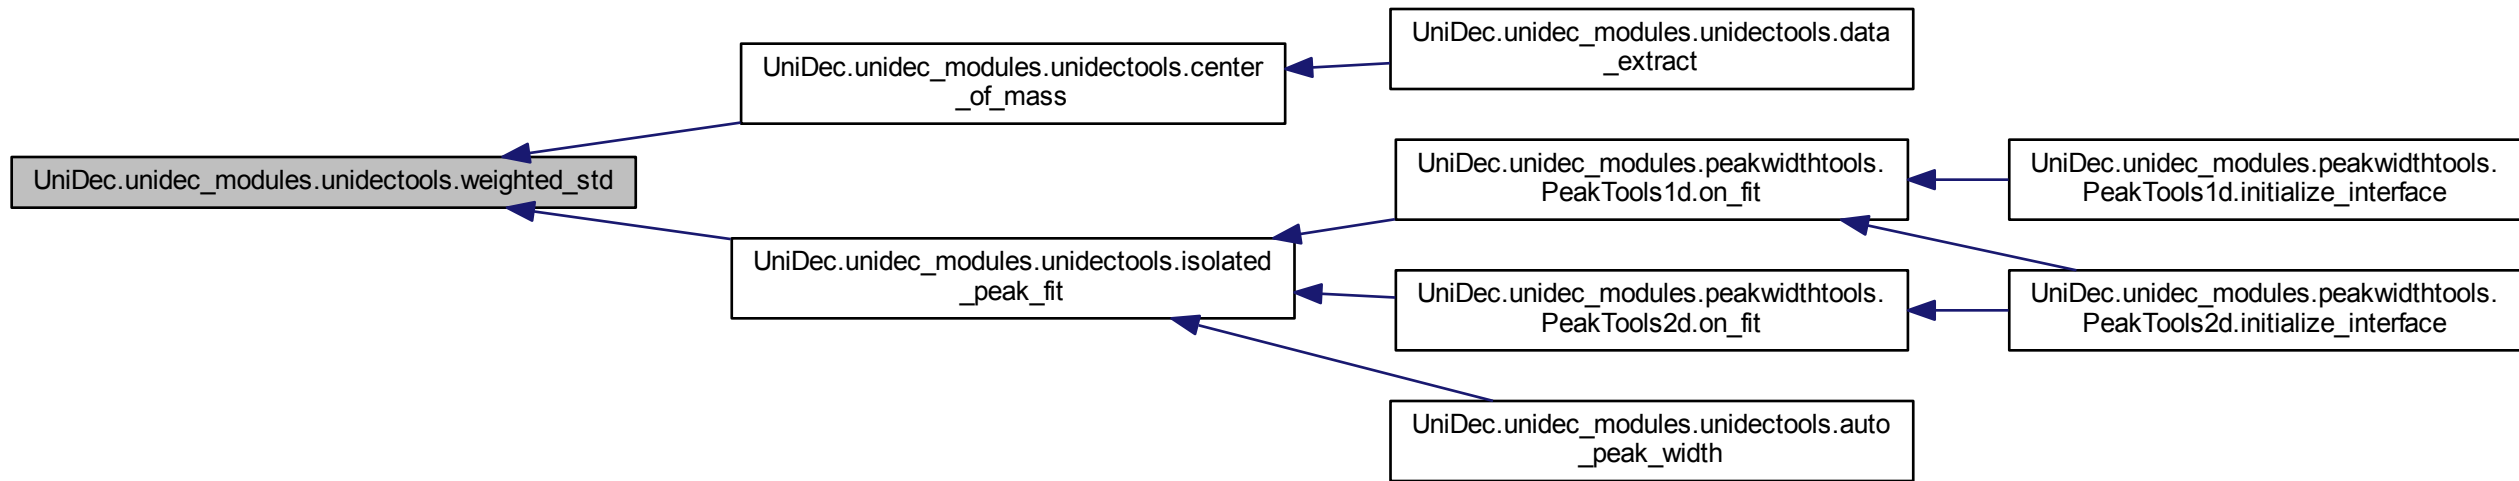 UniDec.unidec_modules.unidectools.weighted_std
UniDec.unidec_modules.unidectools.center
_of_mass
UniDec.unidec_modules.unidectools.data
_extract
UniDec.unidec_modules.unidectools.isolated
_peak_fit
UniDec.unidec_modules.peakwidthtools.
PeakTools1d.on_fit
UniDec.unidec_modules.peakwidthtools.
PeakTools1d.initialize_interface
UniDec.unidec_modules.peakwidthtools.
PeakTools2d.on_fit
UniDec.unidec_modules.peakwidthtools.
PeakTools2d.initialize_interface
UniDec.unidec_modules.unidectools.auto
_peak_width